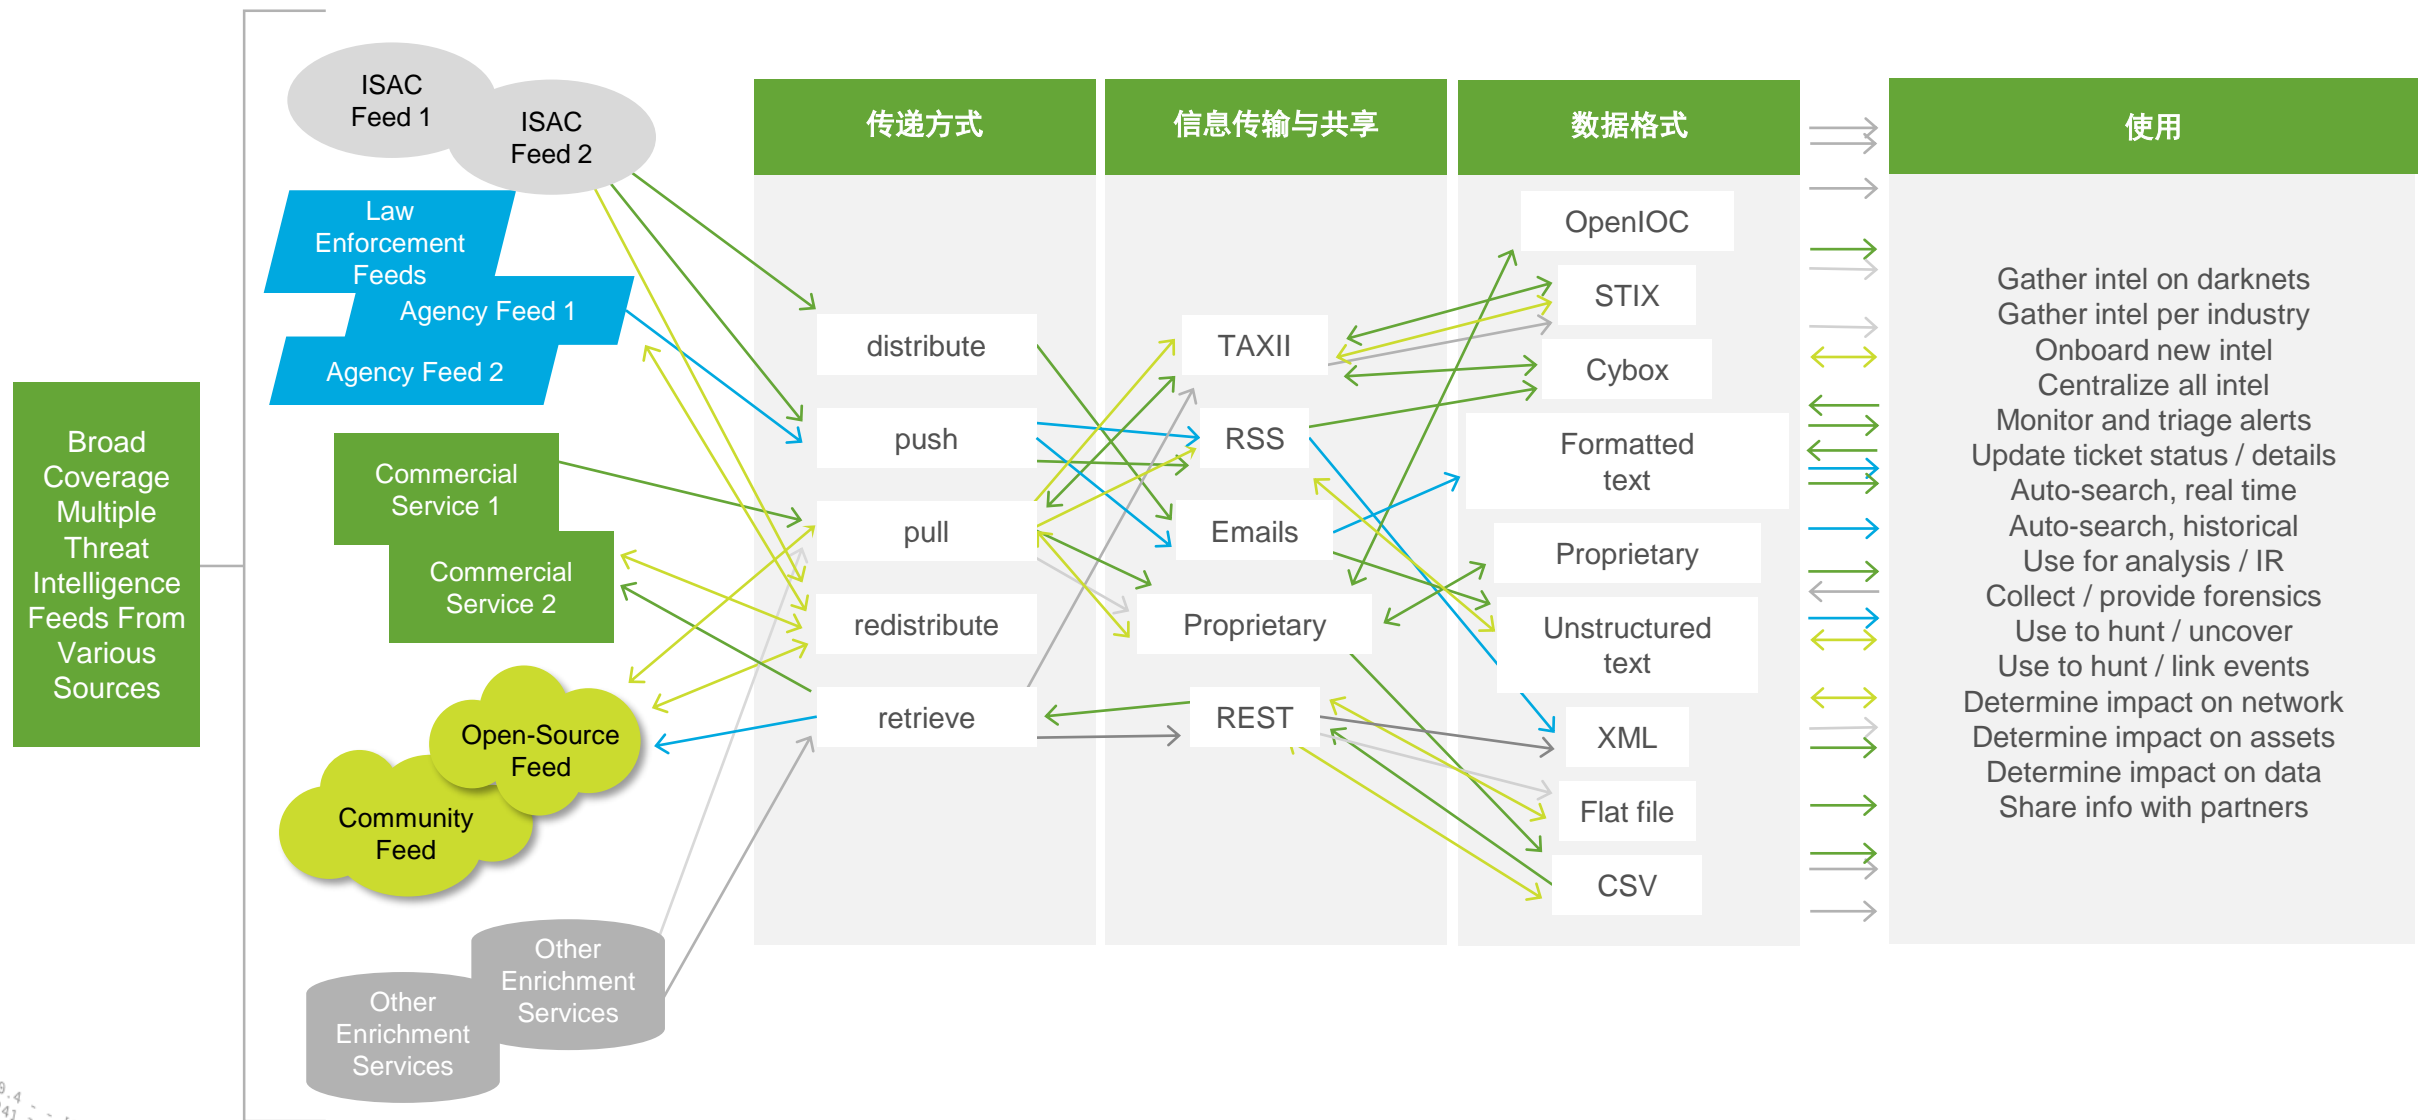 Broad
Coverage
Multiple
Threat
Intelligence
Feeds From
Various
Sources
ISAC
Feed 1
ISAC
Feed 2
Law
Enforcement
Feeds
Agency Feed 1
Agency Feed 2
Commercial
Service 1
Commercial
Service 2
Open-Source
Feed
Community
Feed
Other
Enrichment
Services
Other
Enrichment
Services
传递方式
distribute
push
pull
redistribute
retrieve
信息传输与共享
TAXII
RSS
Emails
Proprietary
REST
数据格式
OpenIOC
STIX
Cybox
Formatted
text
Proprietary
Unstructured
text
XML
Flat file
CSV
使用
Gather intel on darknets
Gather intel per industry
Onboard new intel
Centralize all intel
Monitor and triage alerts
Update ticket status / details
Auto-search, real time
Auto-search, historical
Use for analysis / IR
Collect / provide forensics
Use to hunt / uncover
Use to hunt / link events
Determine impact on network
Determine impact on assets
Determine impact on data
Share info with partners